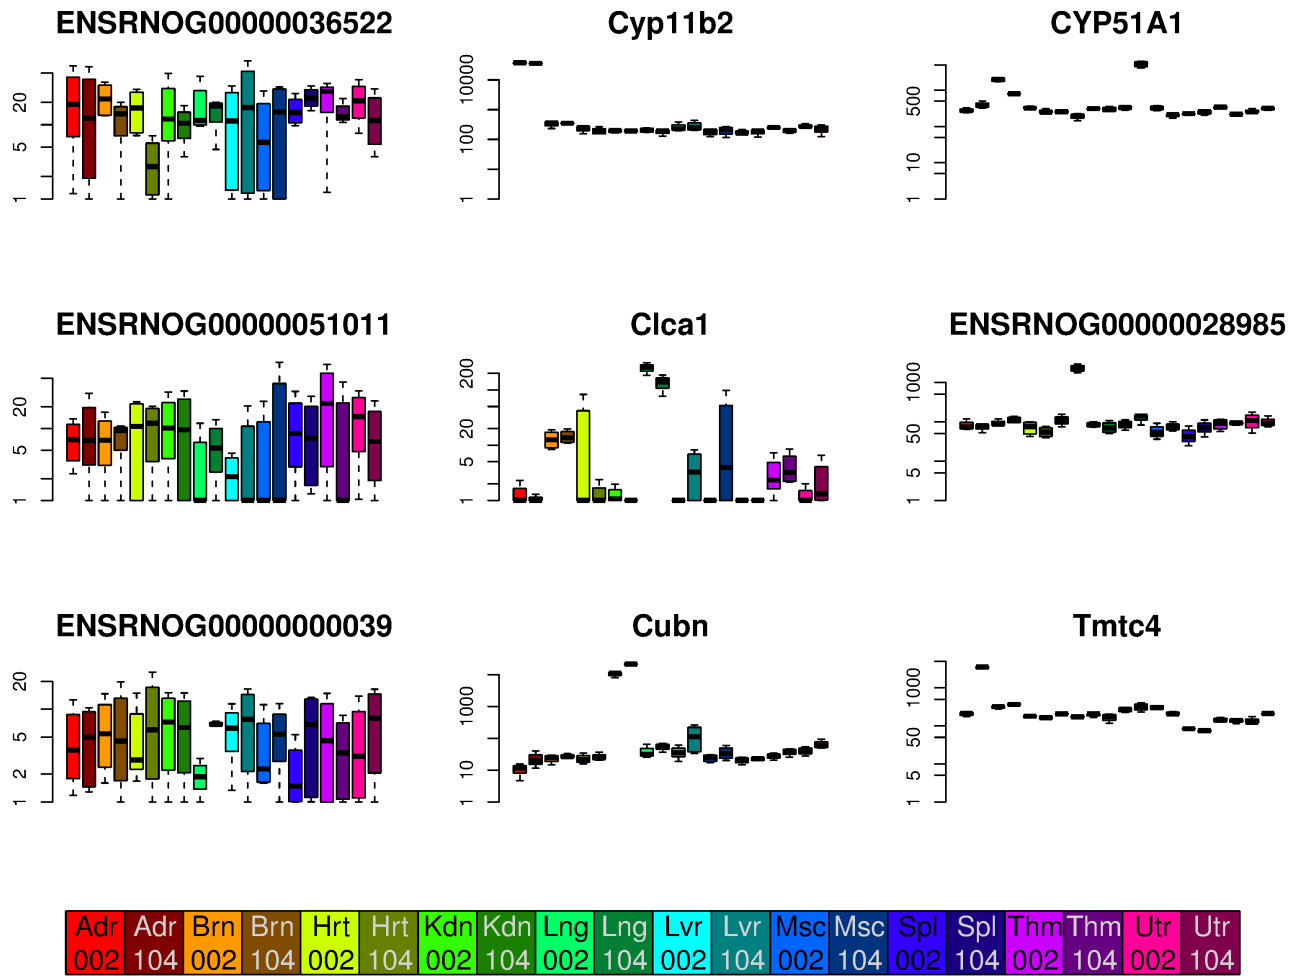 ENSRNOG00000036522 Cyp11b2 CYP51A1
20 5 1
10000 100 1
500 10 1
ENSRNOG00000051011 Clca1 ENSRNOG00000028985
20 5 1
200 20 5 1
1000 50 5 1
ENSRNOG00000000039 Cubn Tmtc4
20 5 2 1
1000 10 1
1000 50 5 1
Adr Adr Brn Brn Hrt Hrt Kdn Kdn Lng Lng Lvr Lvr Msc Msc Spl Spl Thm Thm Utr Utr
002 104 002 104 002 104 002 104 002 104 002 104 002 104 002 104 002 104 002 104